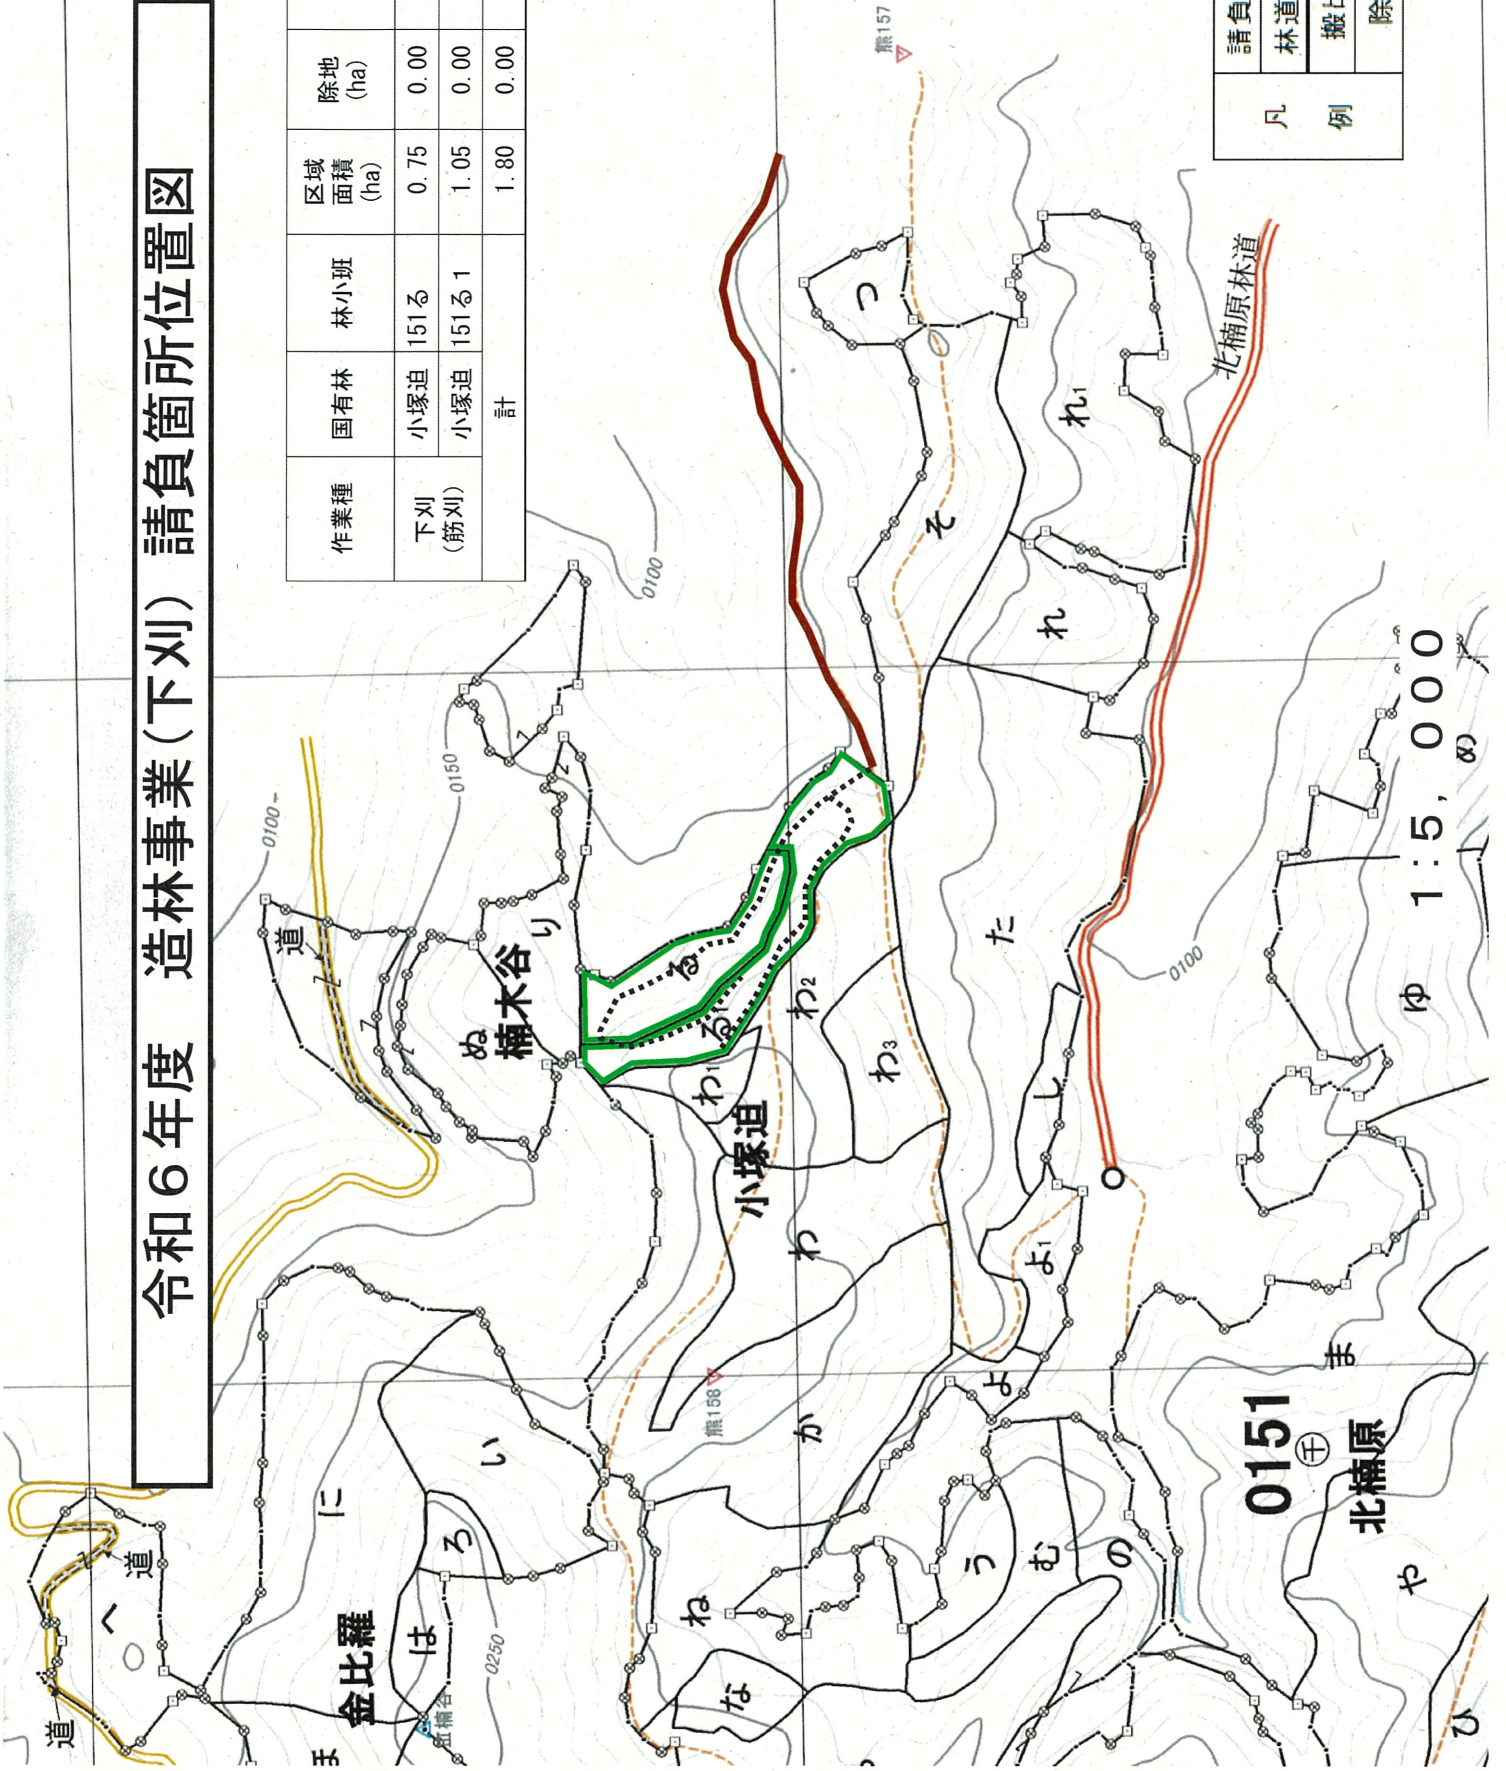 令和6年度 造林事業(下刈) 請負箇所位置図
作業種 国有林 林小班 区域面積(ha) 除地(ha)
下刈(筋刈) 小塚迫 151る 0.75 0.00
小塚迫 151る1 1.05 0.00
計 1.80 0.00
凡例
請負
林道
搬
除
熊157
北楠原林道
つ
れ1
そ
れ
0100
0150
0100
道
り
楠木谷
ぬ
る
る1
わ1
わ2
わ3
小塚迫
わ
た
し
よ1
よ
0100
1:5,000
め
ゆ
ま
0151
千
北楠原
や
ひ
熊158
か
い
に
ろ
は
金比羅
0250
ね
な
う
む
の
へ
道
道
ほ